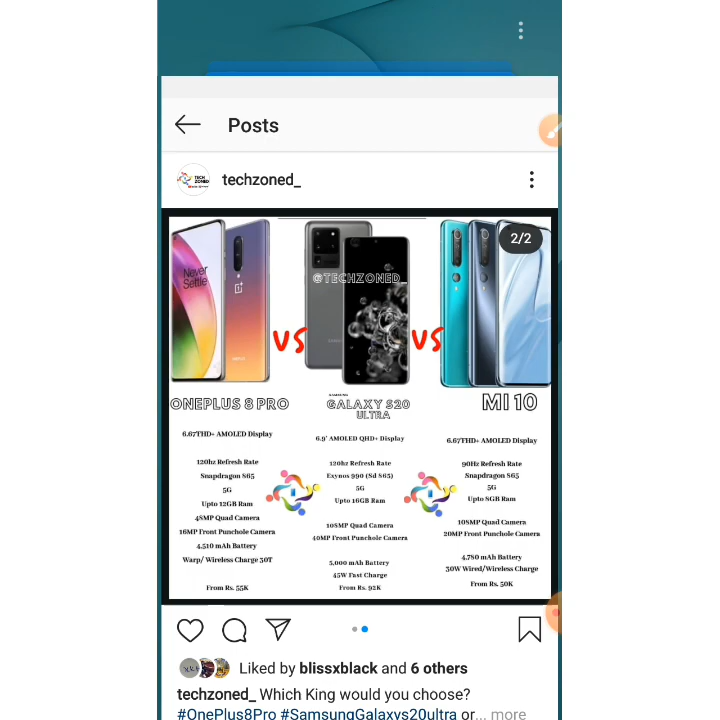 Posts
TECH
ZONED
techzoned_
2/2
Never
Settle
@TECHZONED_
VS
VS
ONEPLUS 8 PRO
SAMSUNG
GALAXY S20
ULTRA
MI 10
6.67FHD+ AMOLED Display
120hz Refresh Rate
Snapdragon 865
5G
Upto 12GB Ram
48MP Quad Camera
16MP Front Punchole Camera
4,510 mAh Battery
Warp/ Wireless Charge 30T
From Rs. 55K
6.9' AMOLED QHD+ Display
120hz Refresh Rate
Exynos 990 (Sd 865)
5G
Upto 16GB Ram
108MP Quad Camera
40MP Front Punchole Camera
5,000 mAh Battery
45W Fast Charge
From Rs. 92K
6.67FHD+ AMOLED Display
90Hz Refresh Rate
Snapdragon 865
5G
Upto 8GB Ram
108MP Quad Camera
20MP Front Punchole Camera
4,780 mAh Battery
30W Wired/Wireless Charge
From Rs. 50K
Liked by blissxblack and 6 others
techzoned_ Which King would you choose?
#OnePlus8Pro #SamsungGalaxys20ultra or... more